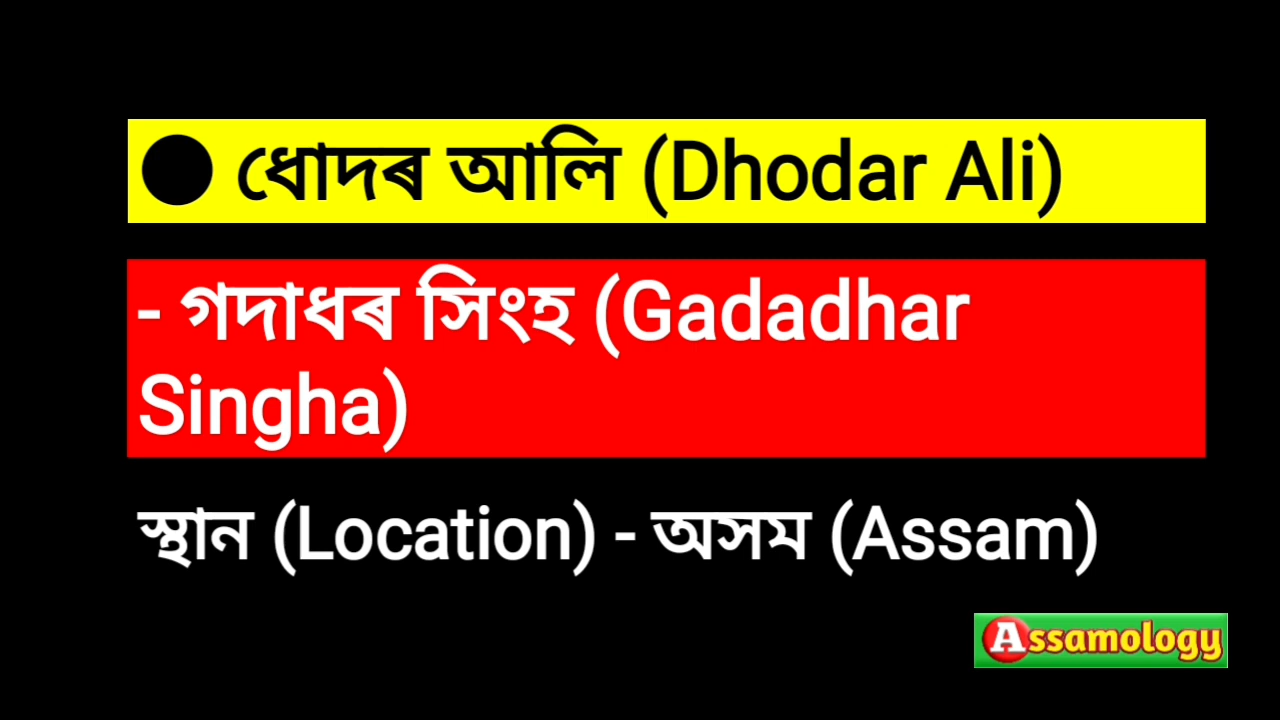 ● ধোদৰ আলি (Dhodar Ali)
- গদাধৰ সিংহ (Gadadhar
Singha)
স্থান (Location) - অসম (Assam)
Assamology